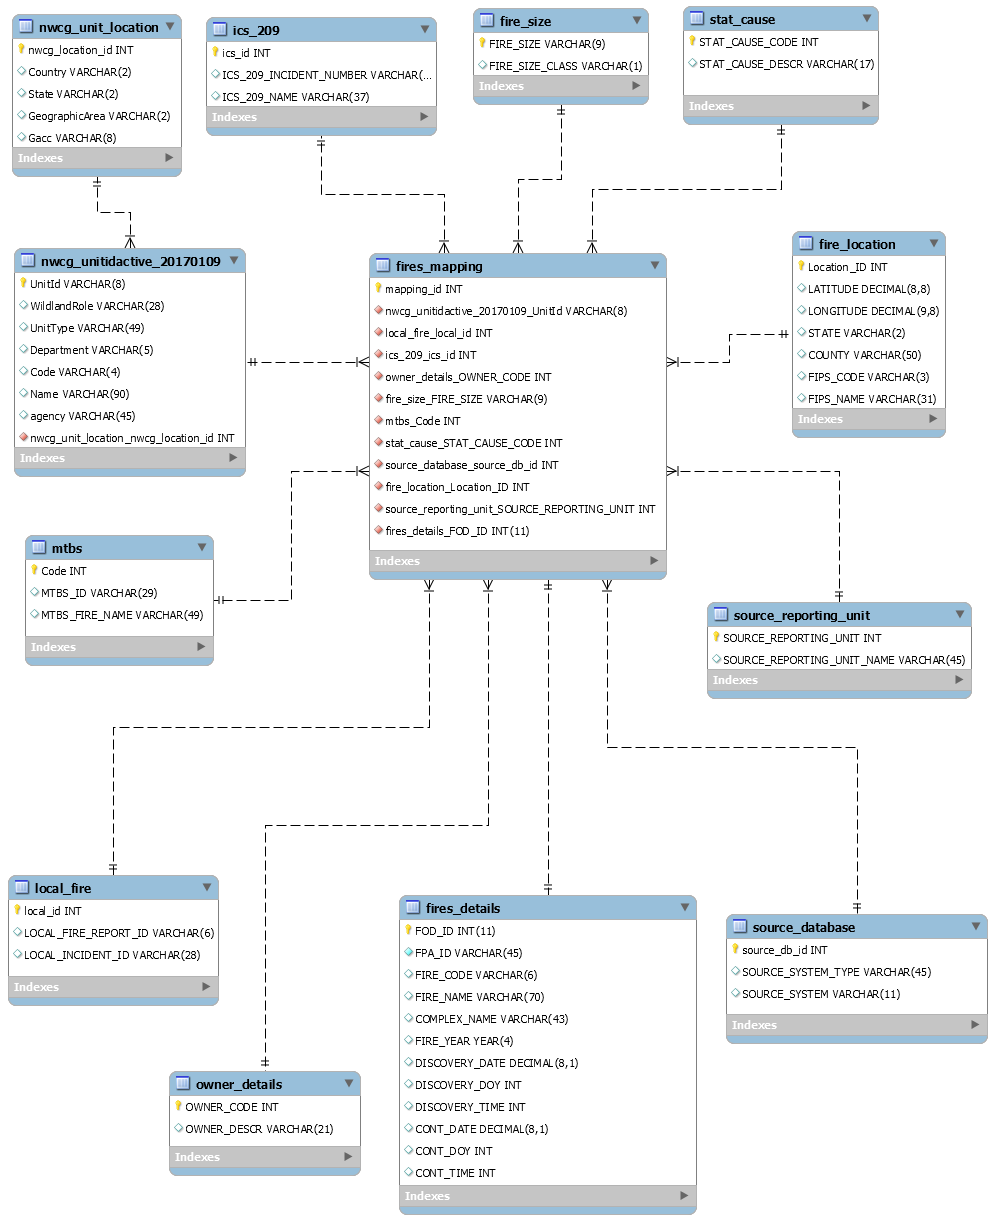 nwcg_unit_location
nwcg_location_id INT
Country VARCHAR(2)
State VARCHAR(2)
GeographicArea VARCHAR(2)
Gacc VARCHAR(8)
Indexes
ics_209
ics_id INT
ICS_209_INCIDENT_NUMBER VARCHAR(...
ICS_209_NAME VARCHAR(37)
Indexes
fire_size
FIRE_SIZE VARCHAR(9)
FIRE_SIZE_CLASS VARCHAR(1)
Indexes
stat_cause
STAT_CAUSE_CODE INT
STAT_CAUSE_DESCR VARCHAR(17)
Indexes
nwcg_unitidactive_20170109
UnitId VARCHAR(8)
WildlandRole VARCHAR(28)
UnitType VARCHAR(49)
Department VARCHAR(5)
Code VARCHAR(4)
Name VARCHAR(90)
agency VARCHAR(45)
nwcg_unit_location_nwcg_location_id INT
Indexes
fires_mapping
mapping_id INT
nwcg_unitidactive_20170109_UnitId VARCHAR(8)
local_fire_local_id INT
ics_209_ics_id INT
owner_details_OWNER_CODE INT
fire_size_FIRE_SIZE VARCHAR(9)
mtbs_Code INT
stat_cause_STAT_CAUSE_CODE INT
source_database_source_db_id INT
fire_location_Location_ID INT
source_reporting_unit_SOURCE_REPORTING_UNIT INT
fires_details_FOD_ID INT(11)
Indexes
fire_location
Location_ID INT
LATITUDE DECIMAL(8,8)
LONGITUDE DECIMAL(9,8)
STATE VARCHAR(2)
COUNTY VARCHAR(50)
FIPS_CODE VARCHAR(3)
FIPS_NAME VARCHAR(31)
Indexes
mtbs
Code INT
MTBS_ID VARCHAR(29)
MTBS_FIRE_NAME VARCHAR(49)
Indexes
source_reporting_unit
SOURCE_REPORTING_UNIT INT
SOURCE_REPORTING_UNIT_NAME VARCHAR(45)
Indexes
local_fire
local_id INT
LOCAL_FIRE_REPORT_ID VARCHAR(6)
LOCAL_INCIDENT_ID VARCHAR(28)
Indexes
fires_details
FOD_ID INT(11)
FPA_ID VARCHAR(45)
FIRE_CODE VARCHAR(6)
FIRE_NAME VARCHAR(70)
COMPLEX_NAME VARCHAR(43)
FIRE_YEAR YEAR(4)
DISCOVERY_DATE DECIMAL(8,1)
DISCOVERY_DOY INT
DISCOVERY_TIME INT
CONT_DATE DECIMAL(8,1)
CONT_DOY INT
CONT_TIME INT
Indexes
source_database
source_db_id INT
SOURCE_SYSTEM_TYPE VARCHAR(45)
SOURCE_SYSTEM VARCHAR(11)
Indexes
owner_details
OWNER_CODE INT
OWNER_DESCR VARCHAR(21)
Indexes